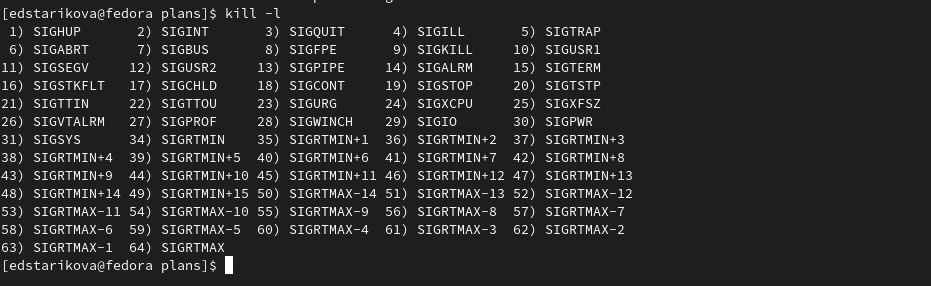 [edstarikova@fedora plans]$ kill -l
 1) SIGHUP       2) SIGINT       3) SIGQUIT      4) SIGILL       5) SIGTRAP
 6) SIGABRT      7) SIGBUS       8) SIGFPE       9) SIGKILL     10) SIGUSR1
11) SIGSEGV     12) SIGUSR2     13) SIGPIPE     14) SIGALRM     15) SIGTERM
16) SIGSTKFLT   17) SIGCHLD     18) SIGCONT     19) SIGSTOP     20) SIGTSTP
21) SIGTTIN     22) SIGTTOU     23) SIGURG      24) SIGXCPU     25) SIGXFSZ
26) SIGVTALRM   27) SIGPROF     28) SIGWINCH    29) SIGIO       30) SIGPWR
31) SIGSYS      34) SIGRTMIN    35) SIGRTMIN+1  36) SIGRTMIN+2  37) SIGRTMIN+3
38) SIGRTMIN+4  39) SIGRTMIN+5  40) SIGRTMIN+6  41) SIGRTMIN+7  42) SIGRTMIN+8
43) SIGRTMIN+9  44) SIGRTMIN+10 45) SIGRTMIN+11 46) SIGRTMIN+12 47) SIGRTMIN+13
48) SIGRTMIN+14 49) SIGRTMIN+15 50) SIGRTMAX-14 51) SIGRTMAX-13 52) SIGRTMAX-12
53) SIGRTMAX-11 54) SIGRTMAX-10 55) SIGRTMAX-9  56) SIGRTMAX-8  57) SIGRTMAX-7
58) SIGRTMAX-6  59) SIGRTMAX-5  60) SIGRTMAX-4  61) SIGRTMAX-3  62) SIGRTMAX-2
63) SIGRTMAX-1  64) SIGRTMAX
[edstarikova@fedora plans]$